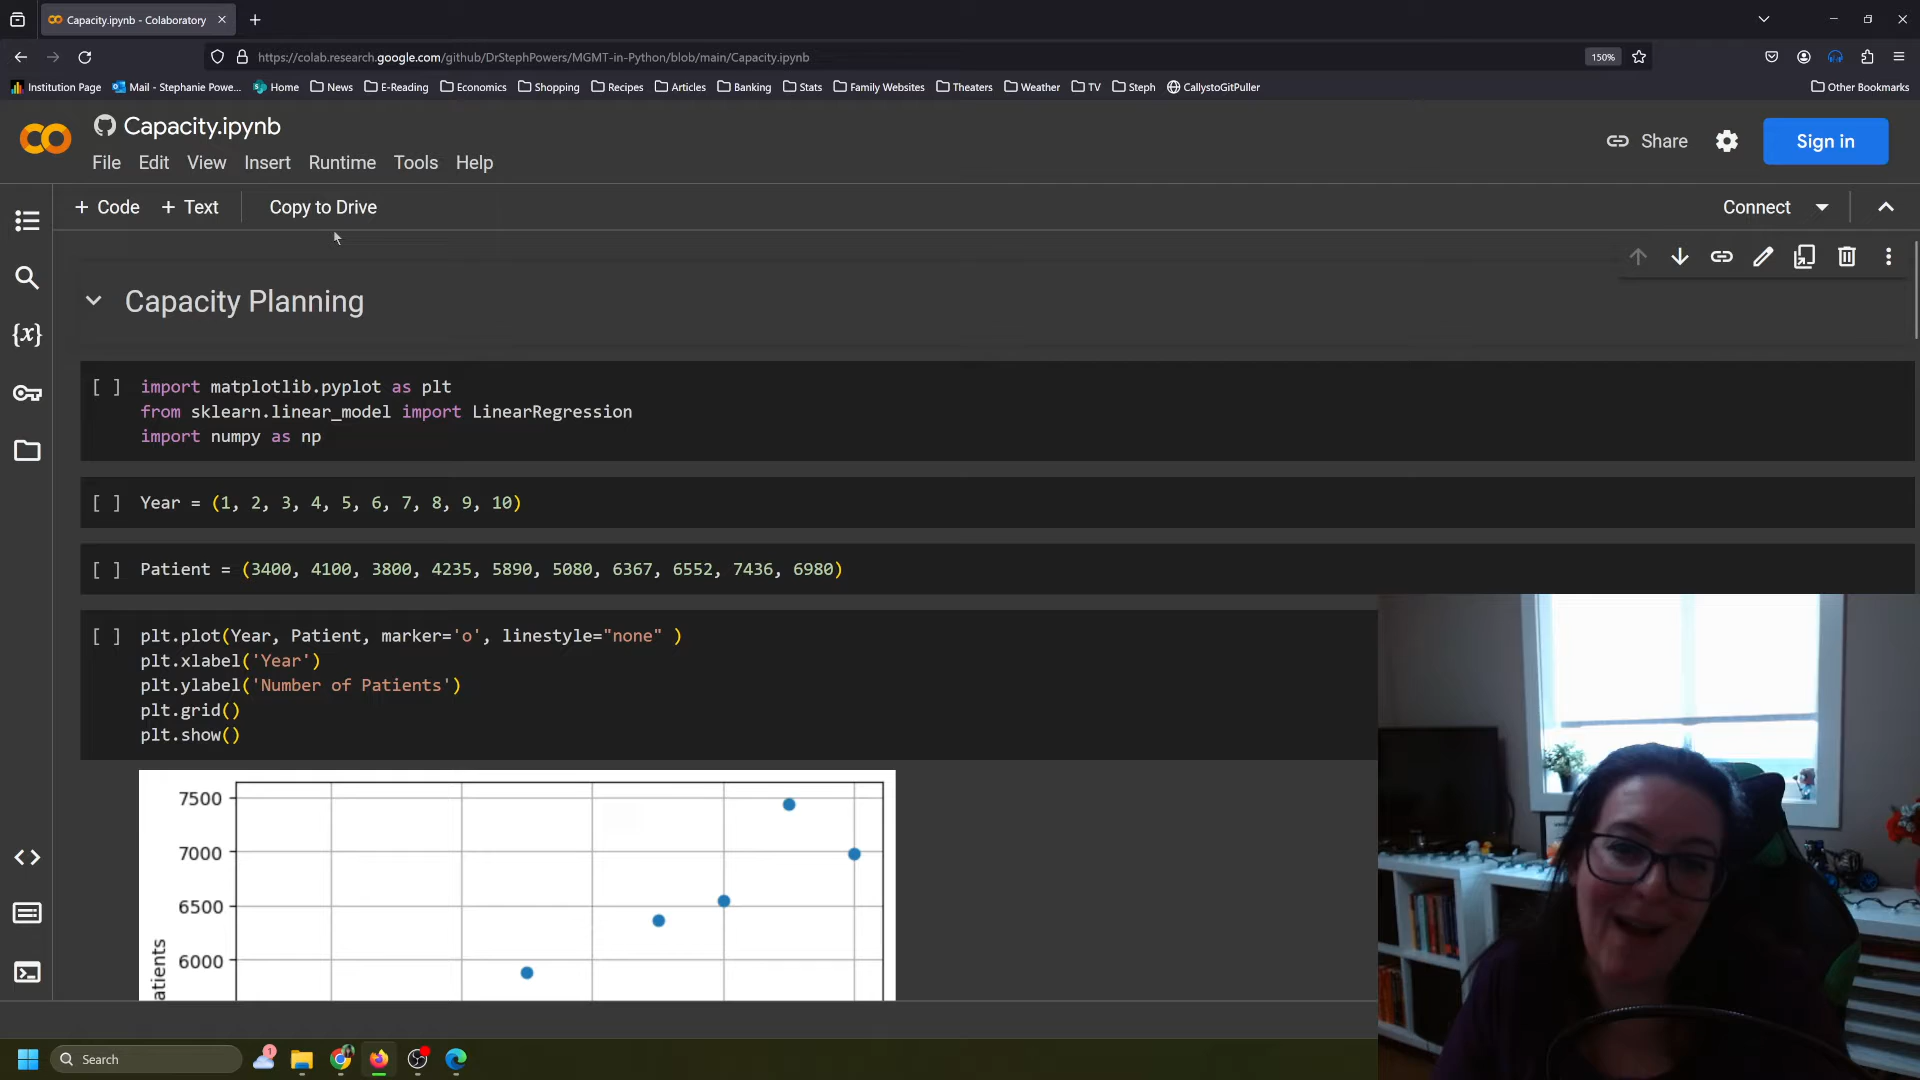 Capacity.ipynb - Colaboratory
https://colab.research.google.com/github/DrStephPowers/MGMT-in-Python/blob/main/Capacity.ipynb
150%
Institution Page
Mail - Stephanie Powe...
Home
News
E-Reading
Economics
Shopping
Recipes
Articles
Banking
Stats
Family Websites
Theaters
Weather
TV
Steph
CallystoGitPuller
Other Bookmarks
Capacity.ipynb
Share
Sign in
File Edit View Insert Runtime Tools Help
+ Code + Text Copy to Drive
Connect
Capacity Planning
[ ] import matplotlib.pyplot as plt
from sklearn.linear_model import LinearRegression
import numpy as np
[ ] Year = (1, 2, 3, 4, 5, 6, 7, 8, 9, 10)
[ ] Patient = (3400, 4100, 3800, 4235, 5890, 5080, 6367, 6552, 7436, 6980)
[ ] plt.plot(Year, Patient, marker='o', linestyle="none" )
plt.xlabel('Year')
plt.ylabel('Number of Patients')
plt.grid()
plt.show()
7500
7000
6500
6000
atients
{x}
Search
1